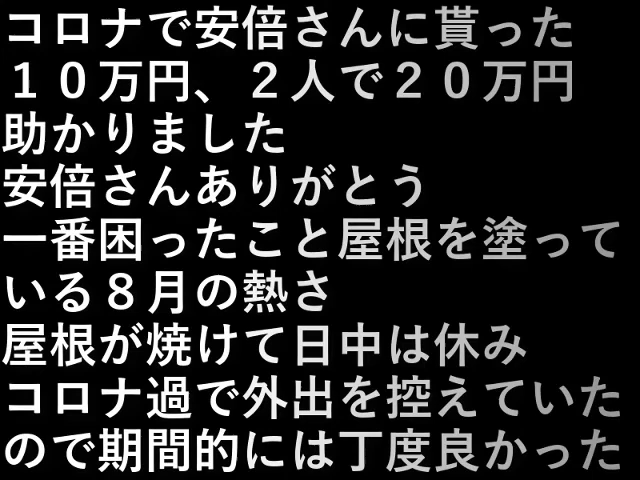 コロナで安倍さんに貰った
１０万円、２人で２０万円
助かりました
安倍さんありがとう
一番困ったこと屋根を塗って
いる８月の熱さ
屋根が焼けて日中は休み
コロナ過で外出を控えていた
ので期間的には丁度良かった